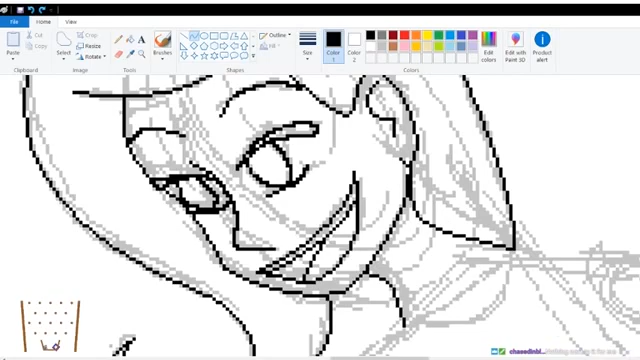 File
Home
View
Paste
Cut
Copy
Clipboard
Select
Crop
Resize
Rotate
Image
Tools
Brushes
Shapes
Outline
Fill
Size
Color 1
Color 2
Colors
Edit colors
Edit with Paint 3D
Product alert